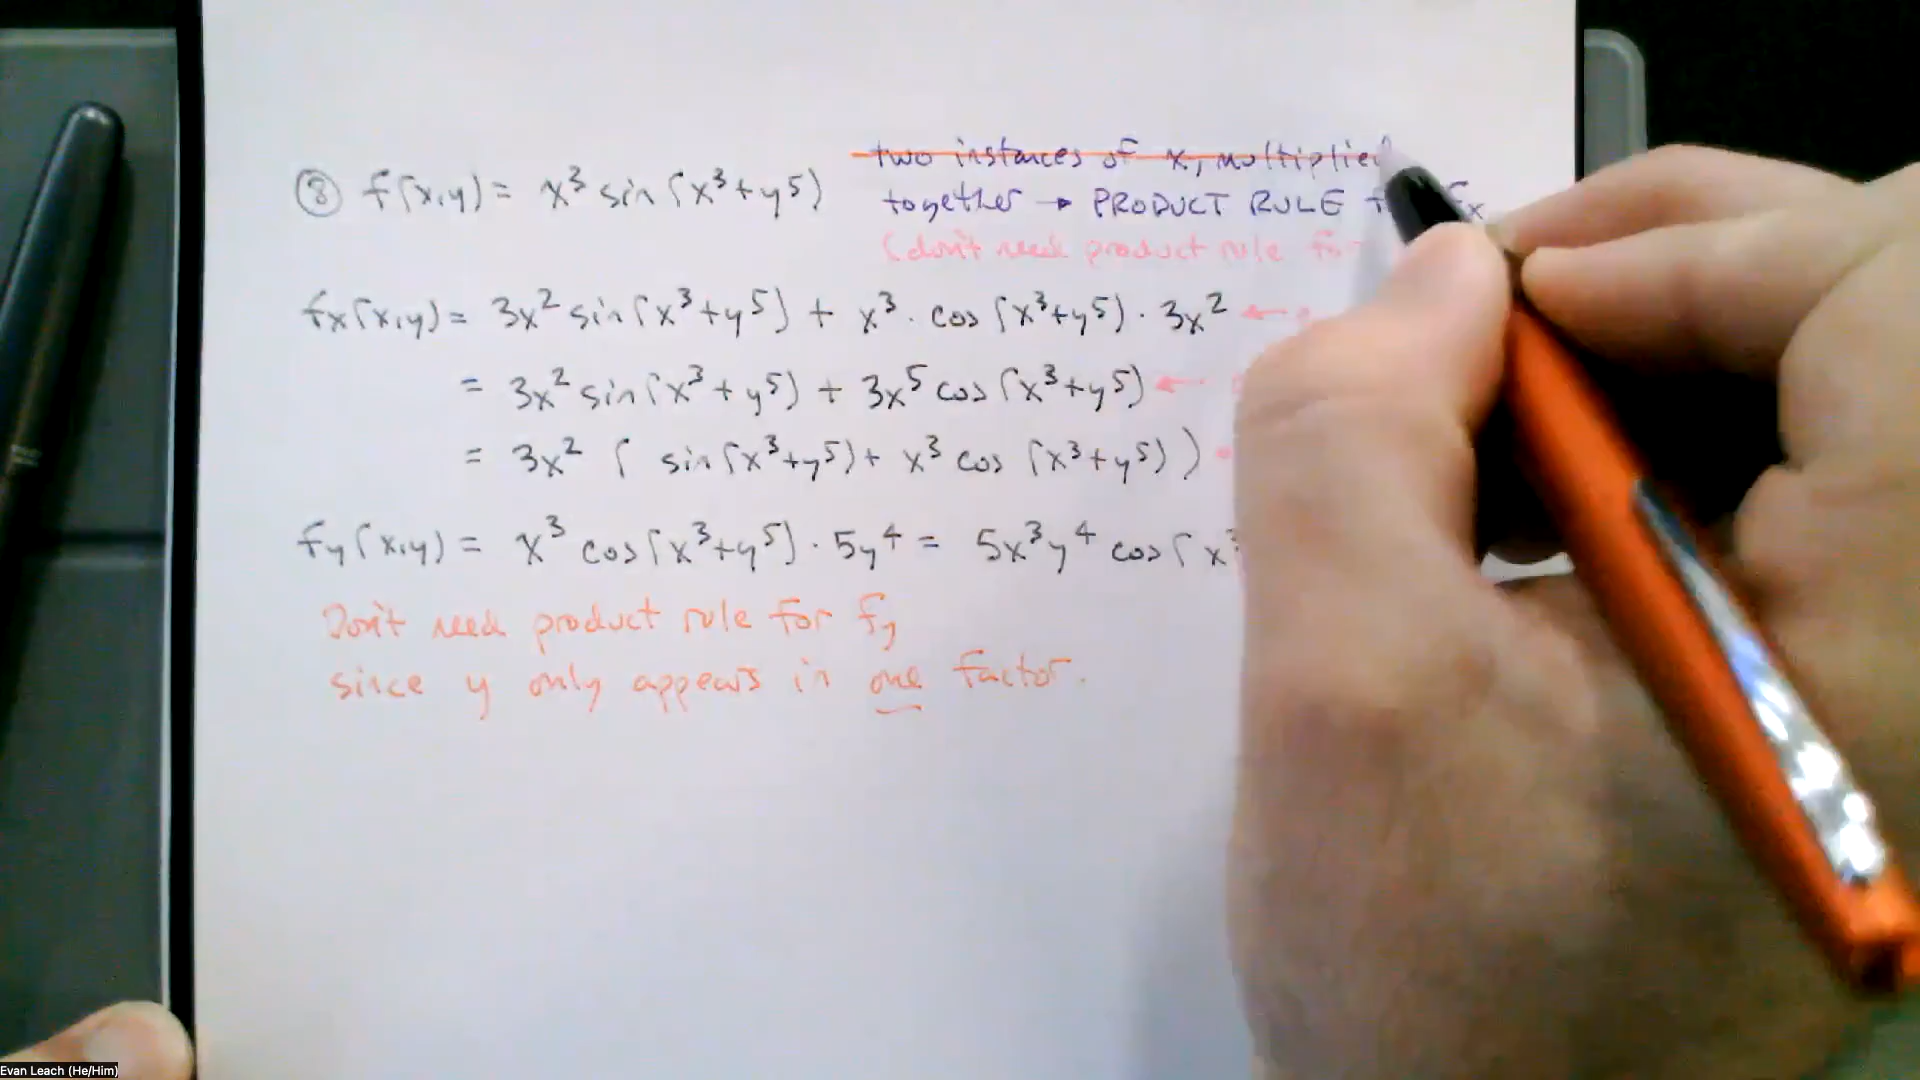 two instances of x, multiplied
⑧ f(x,y) = x³ sin(x³+y⁵)
together → PRODUCT RULE
(don't need product rule for
fx(x,y) = 3x² sin(x³+y⁵) + x³ · cos(x³+y⁵) · 3x² ←
= 3x² sin(x³+y⁵) + 3x⁵ cos(x³+y⁵) ←
= 3x² ( sin(x³+y⁵) + x³ cos(x³+y⁵) )
fy(x,y) = x³ cos(x³+y⁵) · 5y⁴ = 5x³y⁴ cos(x
Don't need product rule for fy
since y only appears in one factor.
Evan Leach (He/Him)